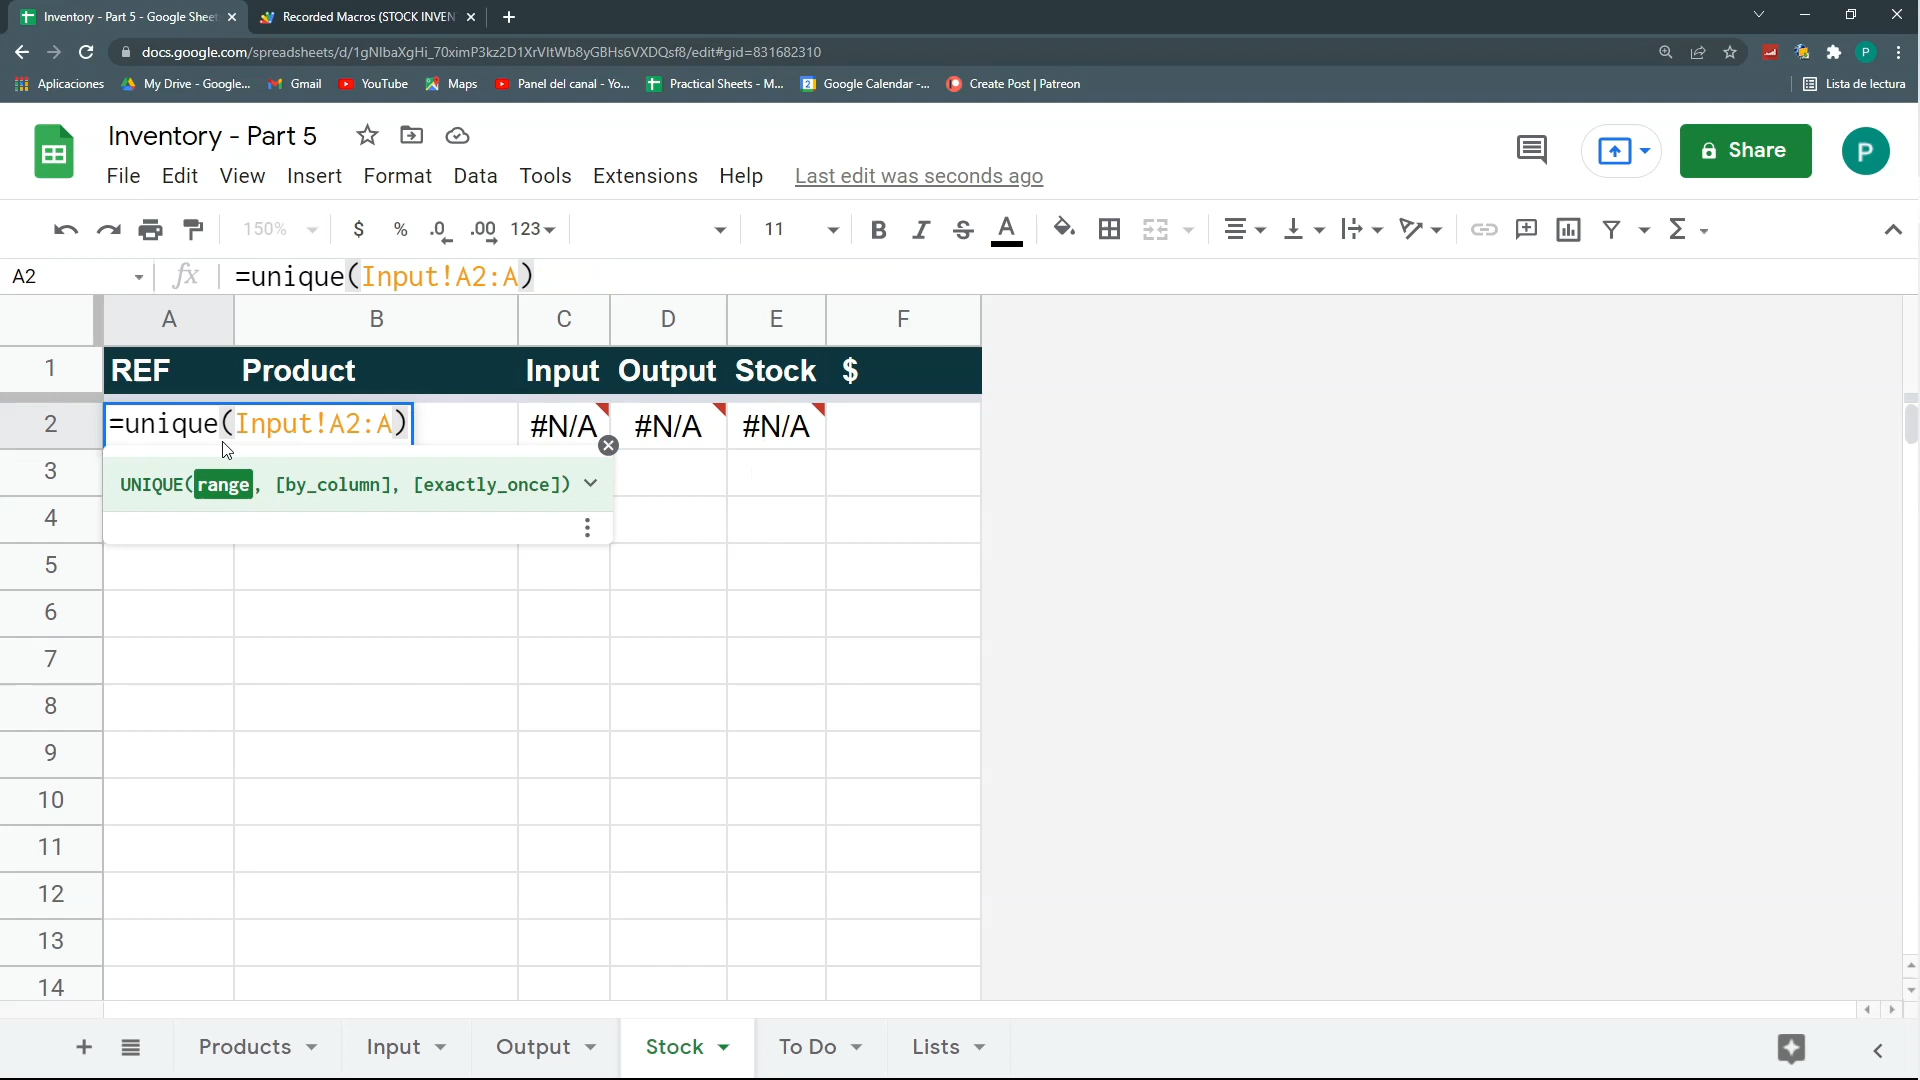 Inventory - Part 5 - Google Sheet
Recorded Macros (STOCK INVEN
docs.google.com/spreadsheets/d/1gNlbaXgHi_70ximP3kz2D1XrVltWb8yGBHs6VXDQsf8/edit#gid=831682310
Aplicaciones My Drive - Google... Gmail YouTube Maps Panel del canal - Yo... Practical Sheets - M... Google Calendar -... Create Post | Patreon Lista de lectura
Inventory - Part 5
Share
P
File Edit View Insert Format Data Tools Extensions Help Last edit was seconds ago
150% $ % .0 .00 123 11 B I S A
A2 fx =unique(Input!A2:A)
A B C D E F
1 REF Product Input Output Stock $
2 =unique(Input!A2:A) #N/A #N/A #N/A
3 UNIQUE(range, [by_column], [exactly_once])
4
5
6
7
8
9
10
11
12
13
14
Products Input Output Stock To Do Lists